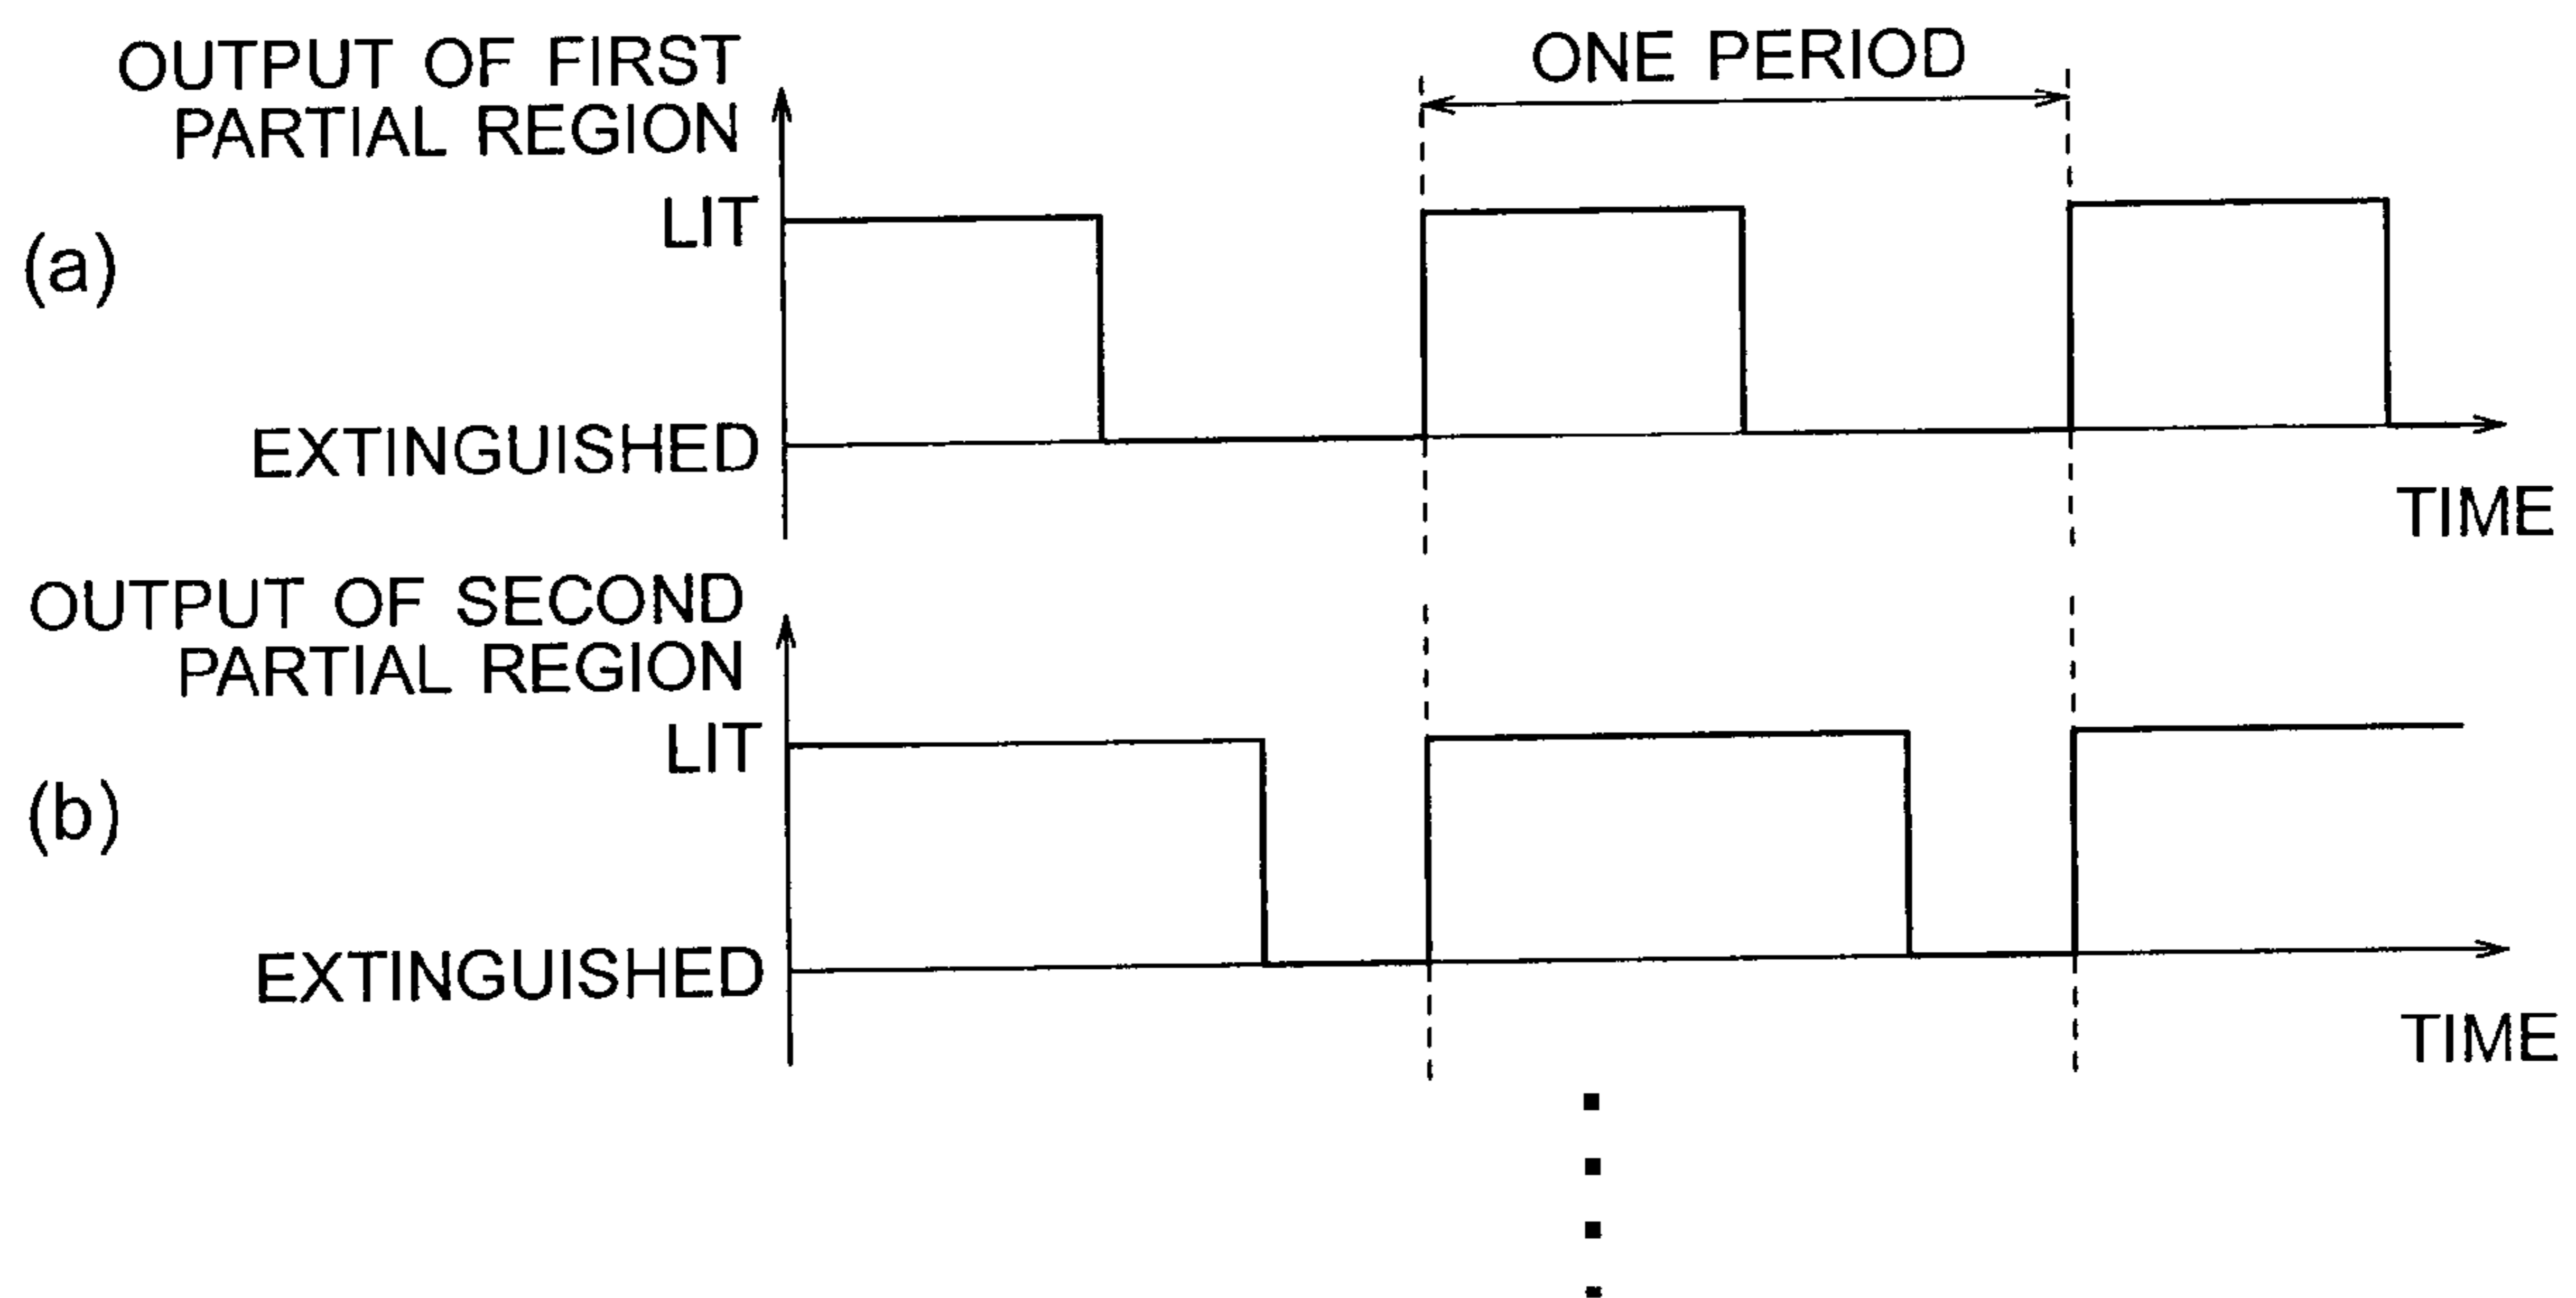 OUTPUT OF FIRST
PARTIAL REGION
ONE PERIOD
LIT
(a)
EXTINGUISHED
TIME
OUTPUT OF SECOND
PARTIAL REGION
LIT
(b)
EXTINGUISHED
TIME